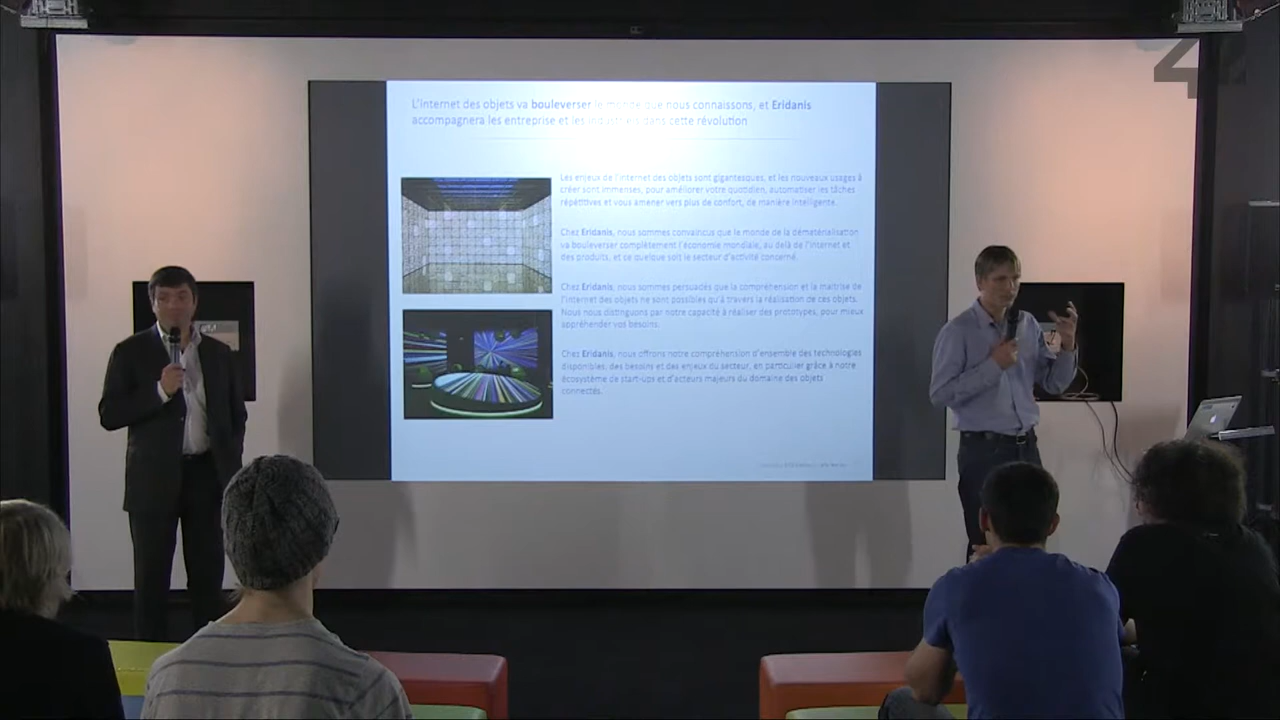 42
L'internet des objets va bouleverser le monde que nous connaissons, et Eridanis
accompagnera les entreprise et les industriels dans cette révolution
Les enjeux de l'internet des objets sont gigantesques, et les nouveaux usages à
créer sont immenses, pour améliorer votre quotidien, automatiser les tâches
répétitives et vous amener vers plus de confort, de manière intelligente.
Chez Eridanis, nous sommes convaincus que le monde de la dématérialisation
va bouleverser complètement l'économie mondiale, au delà de l'internet et
des produits, et ce quelque soit le secteur d'activité concerné.
Chez Eridanis, nous sommes persuadés que la compréhension et la maitrise de
l'internet des objets ne sont possibles qu'à travers la réalisation de ces objets.
Nous nous distinguons par notre capacité à réaliser des prototypes, pour mieux
appréhender vos besoins.
Chez Eridanis, nous offrons notre compréhension d'ensemble des technologies
disponibles, des besoins et des enjeux du secteur, en particulier grâce à notre
écosystème de start-ups et d'acteurs majeurs du domaine des objets
connectés.